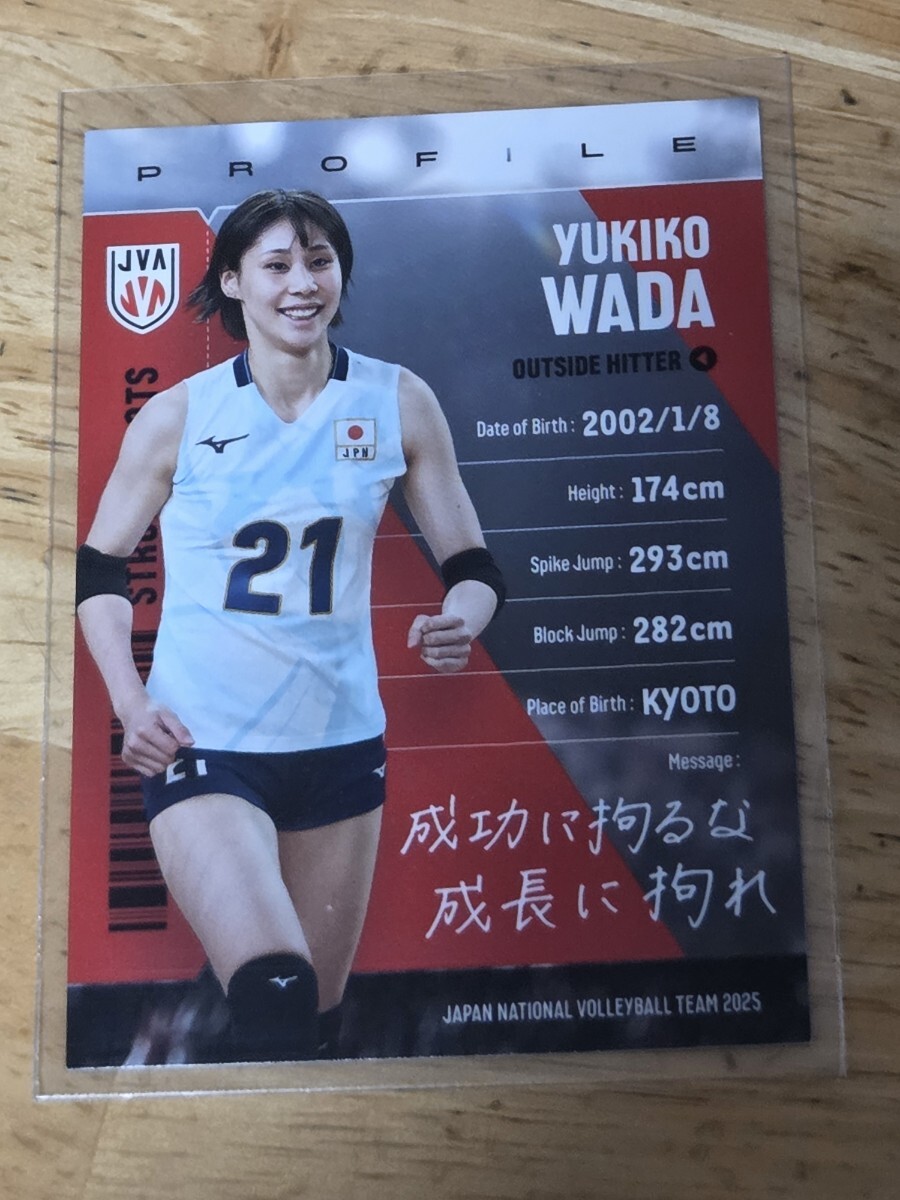 PROFILE
JVA
YUKIKO
WADA
OUTSIDE HITTER
Date of Birth: 2002/1/8
Height: 174cm
Spike Jump: 293cm
Block Jump: 282cm
Place of Birth: KYOTO
Message:
成功に拘るな
成長に拘れ
JPN
21
21
JAPAN NATIONAL VOLLEYBALL TEAM 2025